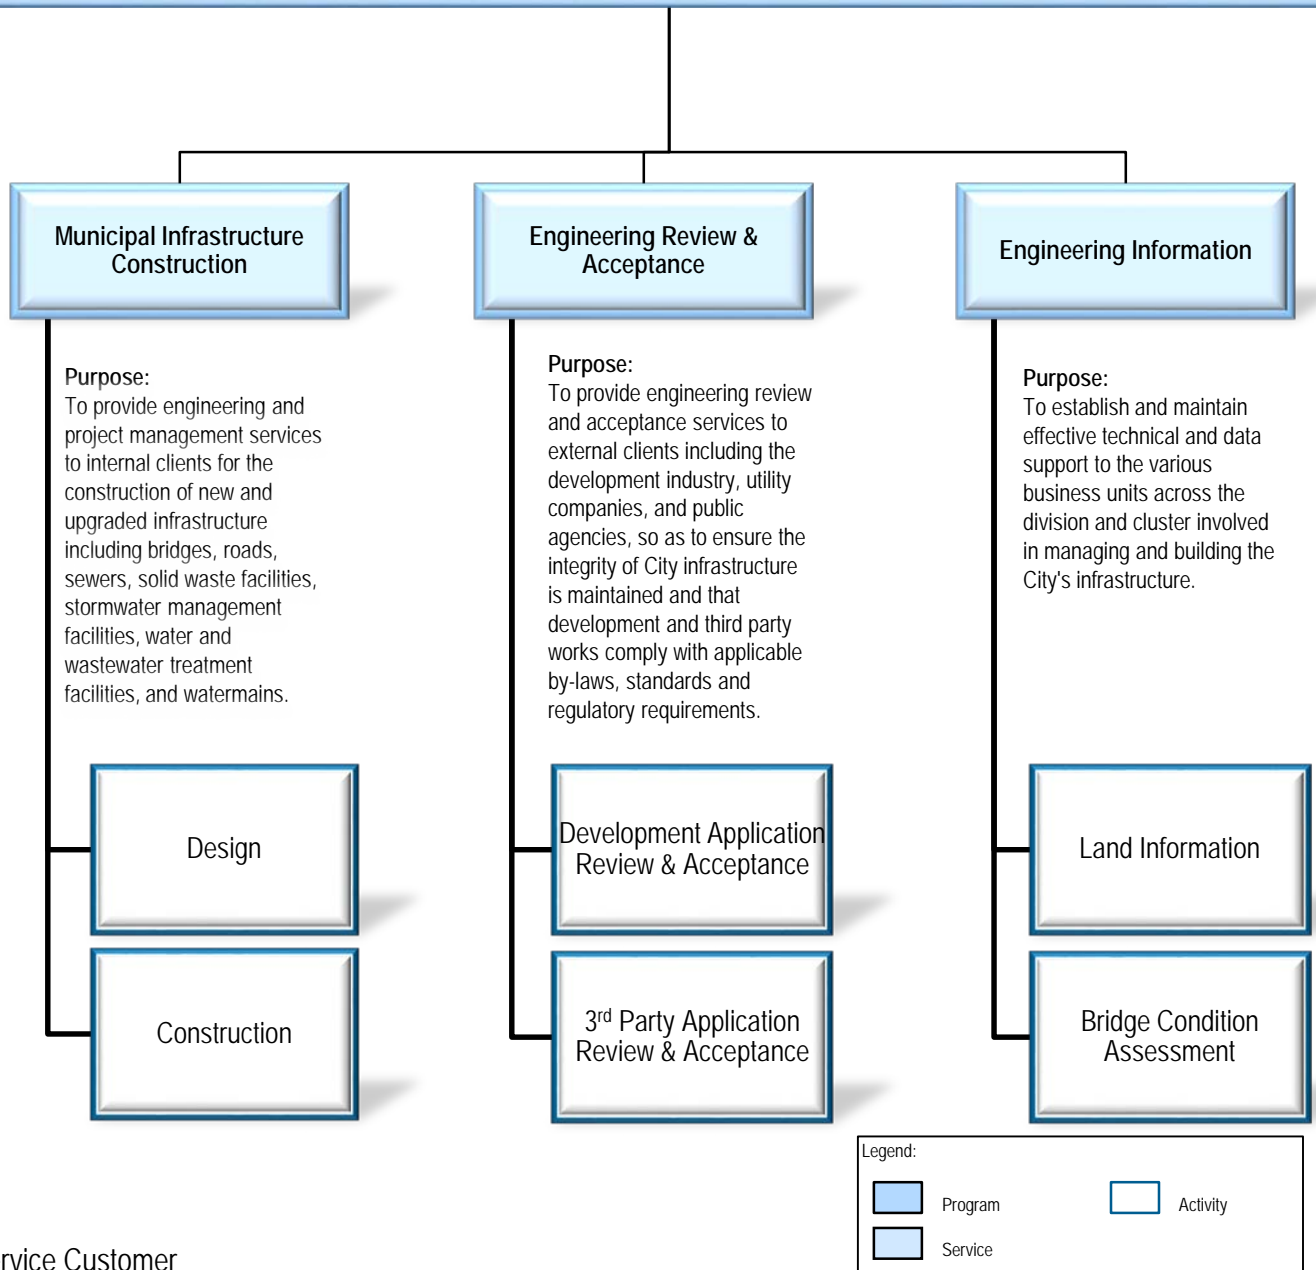 Municipal Infrastructure
Construction
Engineering Review &
Acceptance
Engineering Information
Purpose:
To provide engineering and
project management services
to internal clients for the
construction of new and
upgraded infrastructure
including bridges, roads,
sewers, solid waste facilities,
stormwater management
facilities, water and
wastewater treatment
facilities, and watermains.
Purpose:
To provide engineering review
and acceptance services to
external clients including the
development industry, utility
companies, and public
agencies, so as to ensure the
integrity of City infrastructure
is maintained and that
development and third party
works comply with applicable
by-laws, standards and
regulatory requirements.
Purpose:
To establish and maintain
effective technical and data
support to the various
business units across the
division and cluster involved
in managing and building the
City's infrastructure.
Design
Development Application
Review & Acceptance
Land Information
Construction
3rd Party Application
Review & Acceptance
Bridge Condition
Assessment
Legend:
Program
Activity
Service
Customer